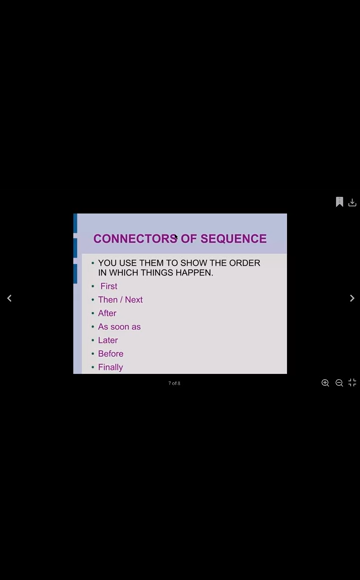 CONNECTORS OF SEQUENCE
• YOU USE THEM TO SHOW THE ORDER
IN WHICH THINGS HAPPEN.
• First
• Then / Next
• After
• As soon as
• Later
• Before
• Finally
7 of 8